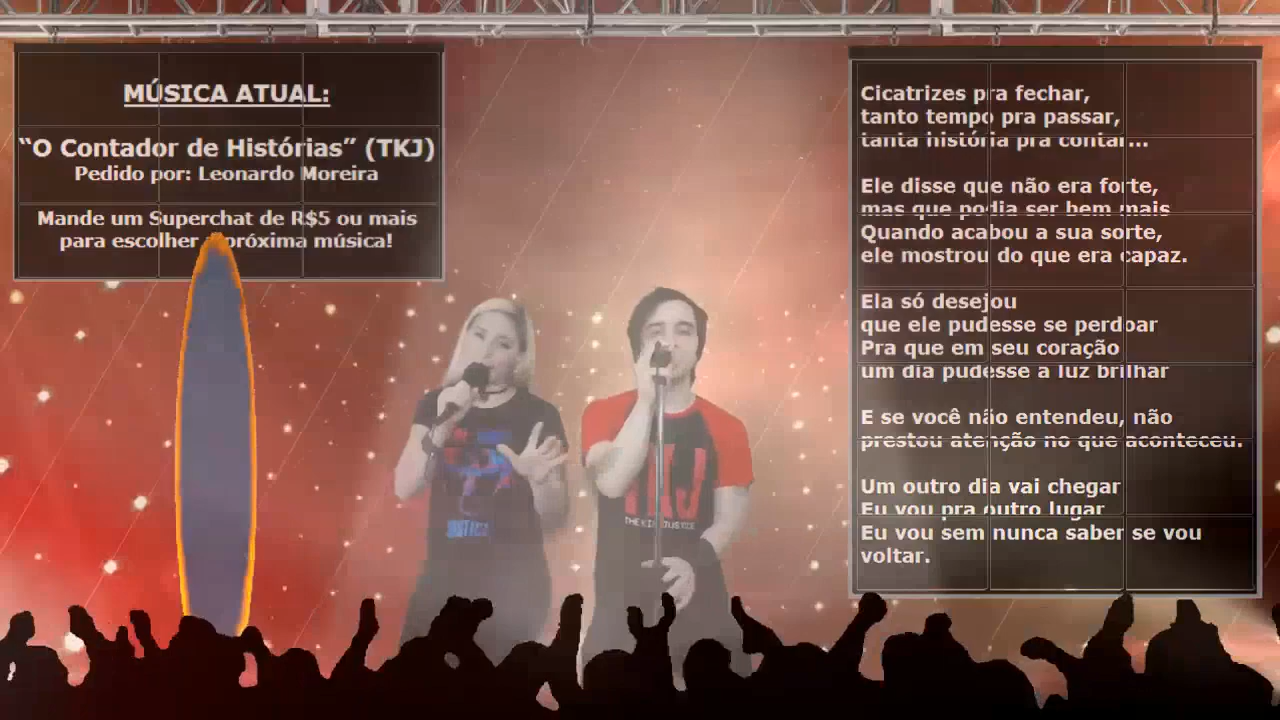 MÚSICA ATUAL:
“O Contador de Histórias” (TKJ)
Pedido por: Leonardo Moreira
Mande um Superchat de R$5 ou mais
para escolher próxima música!
Cicatrizes pra fechar,
tanto tempo pra passar,
tanta história pra contar...
Ele disse que não era forte,
mas que podia ser bem mais
Quando acabou a sua sorte,
ele mostrou do que era capaz.
Ela só desejou
que ele pudesse se perdoar
Pra que em seu coração
um dia pudesse a luz brilhar
E se você não entendeu, não
prestou atenção no que aconteceu.
Um outro dia vai chegar
Eu vou pra outro lugar
Eu vou sem nunca saber se vou
voltar.
TKJ
JUSTICE